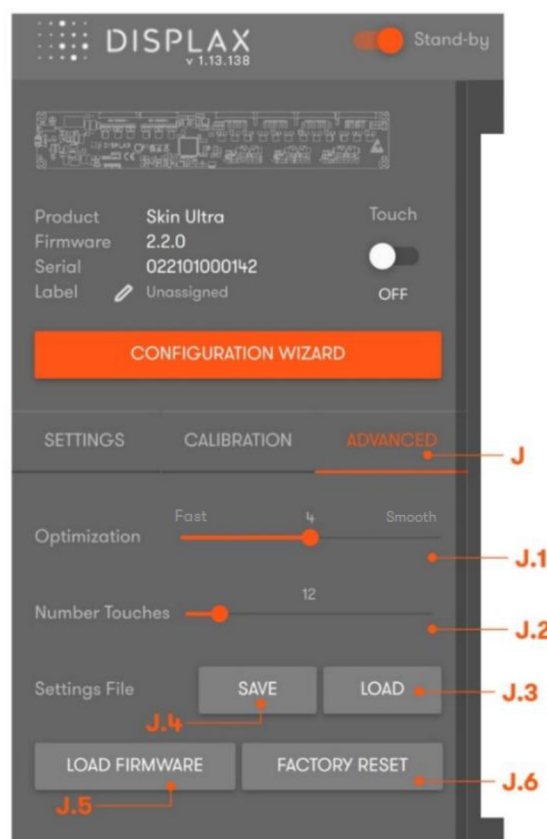 DISPLAX
v 1.13.138
Stand-by
DISPLAX
Product Skin Ultra
Touch
Firmware 2.2.0
Serial 022101000142
Label Unassigned
OFF
CONFIGURATION WIZARD
SETTINGS CALIBRATION ADVANCED
J
Fast 4 Smooth
Optimization
J.1
12
Number Touches
J.2
Settings File SAVE LOAD
J.3
J.4
LOAD FIRMWARE FACTORY RESET
J.5
J.6